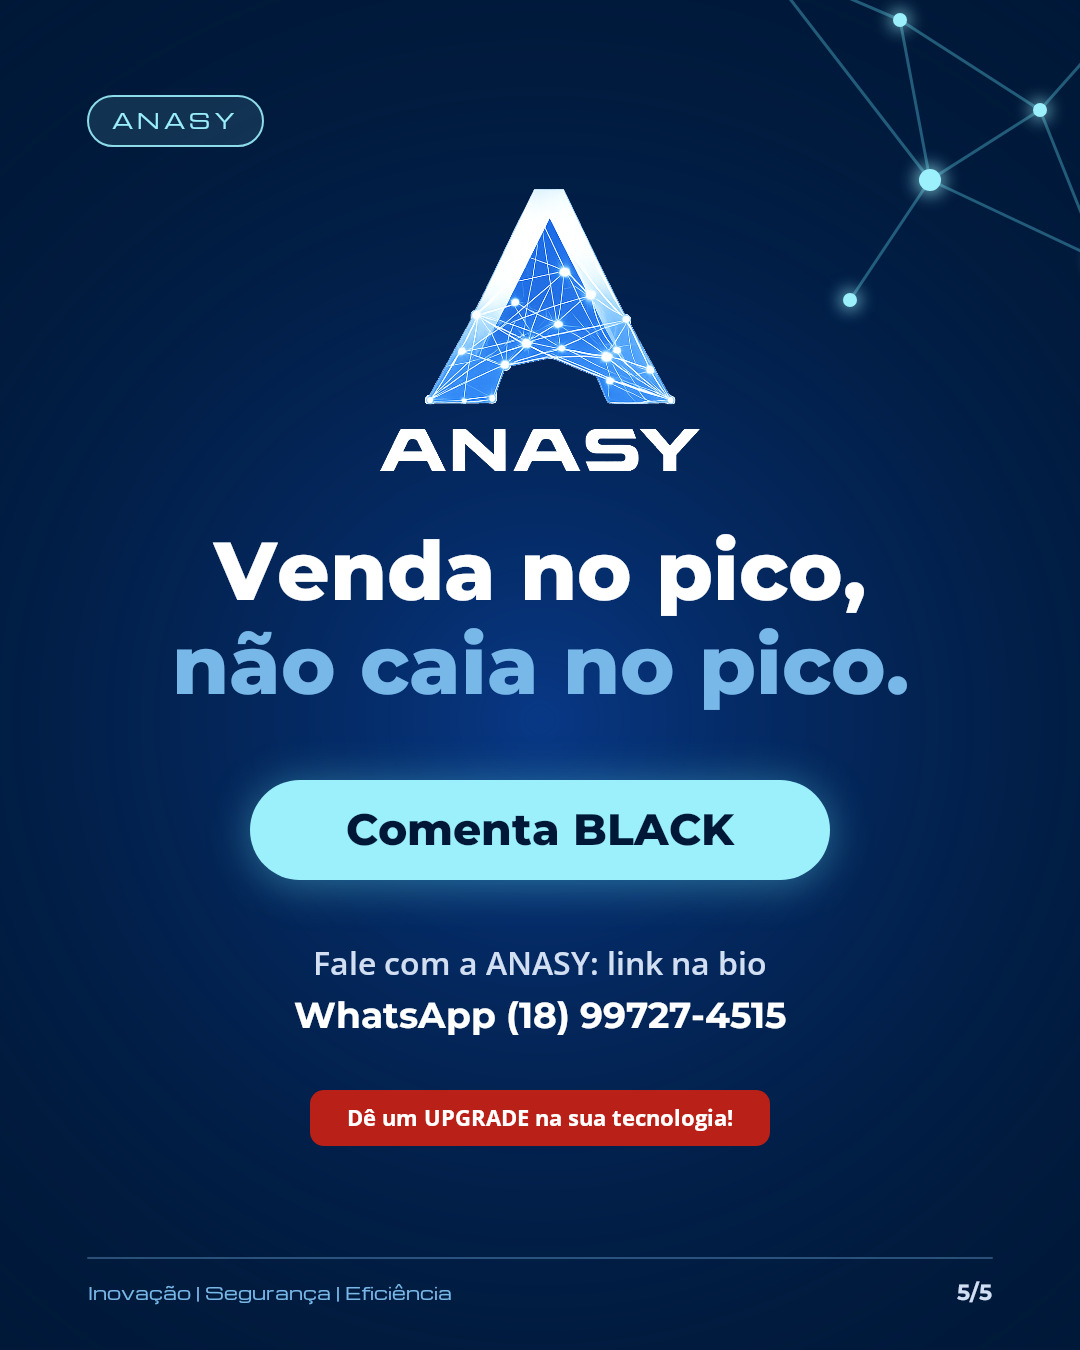 ANASY
ANASY
Venda no pico,
não caia no pico.
Comenta BLACK
Fale com a ANASY: link na bio
WhatsApp (18) 99727-4515
Dê um UPGRADE na sua tecnologia!
Inovação | Segurança | Eficiência
5/5